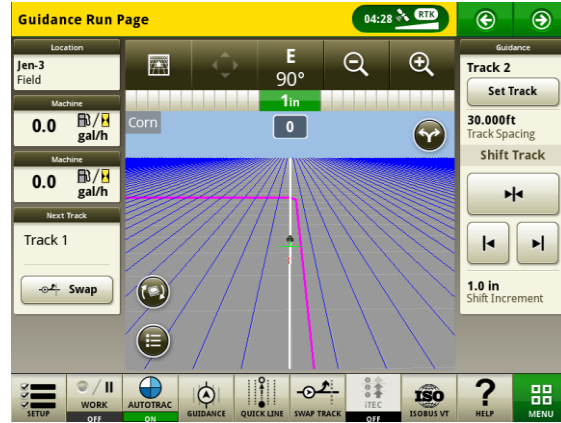 Guidance Run Page
04:28
RTK
Location
Jen-3
Field
Machine
0.0
gal/h
Machine
0.0
gal/h
Next Track
Track 1
Swap
E
90°
1in
0
Corn
Guidance
Track 2
Set Track
30.000ft
Track Spacing
Shift Track
1.0 in
Shift Increment
SETUP
WORK
OFF
AUTOTRAC
ON
GUIDANCE
QUICK LINE
SWAP TRACK
iTEC
OFF
ISO
ISOBUS VT
?
HELP
MENU